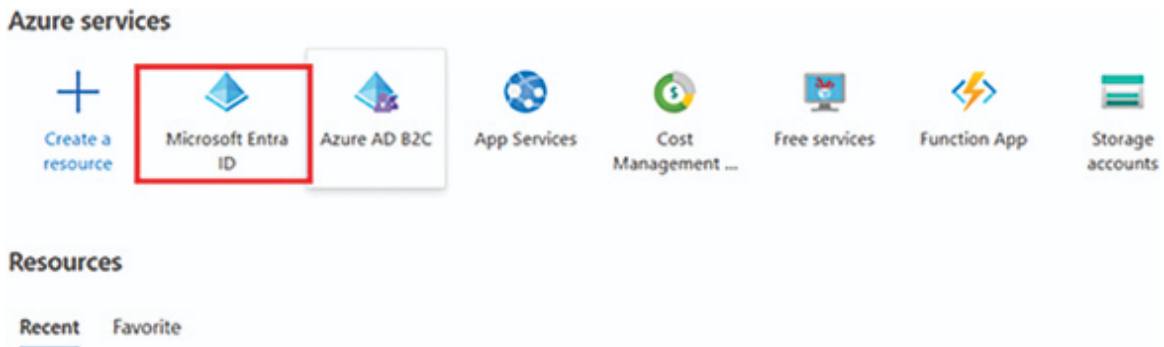 Azure services
Create a resource
Microsoft Entra ID
Azure AD B2C
App Services
Cost Management ...
Free services
Function App
Storage accounts
Resources
Recent Favorite